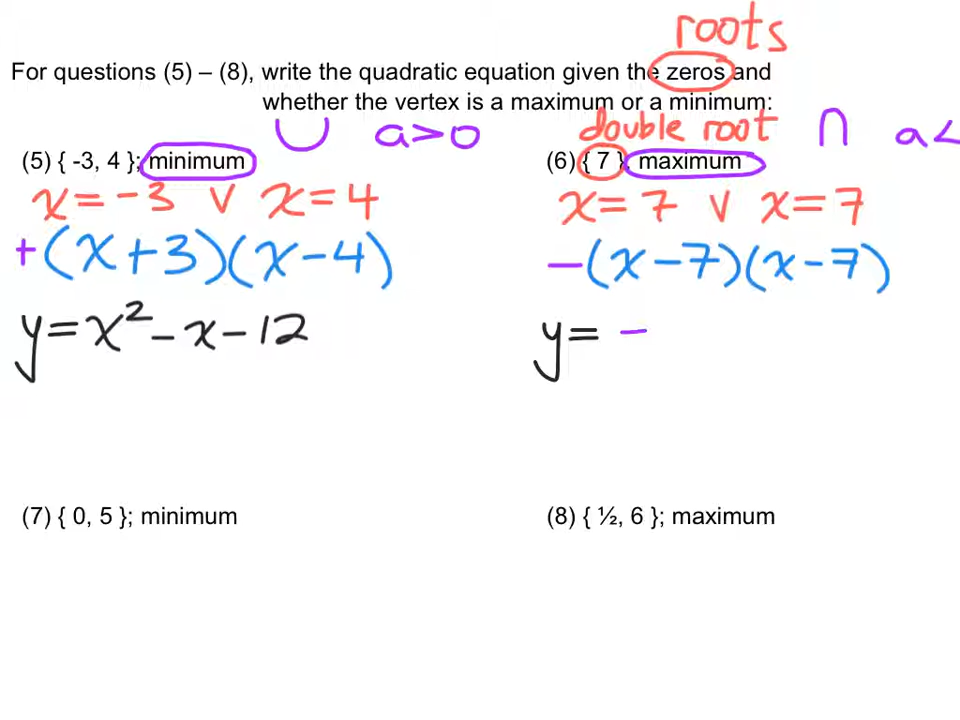 roots
For questions (5) – (8), write the quadratic equation given the zeros and
whether the vertex is a maximum or a minimum:
∪ a>0
double root ∩ a<
(5) { -3, 4 }; minimum
(6) { 7 } maximum
x = -3 ∨ x = 4
x = 7 ∨ x = 7
+(x+3)(x-4)
-(x-7)(x-7)
y = x² - x - 12
y = -
(7) { 0, 5 }; minimum
(8) { ½, 6 }; maximum